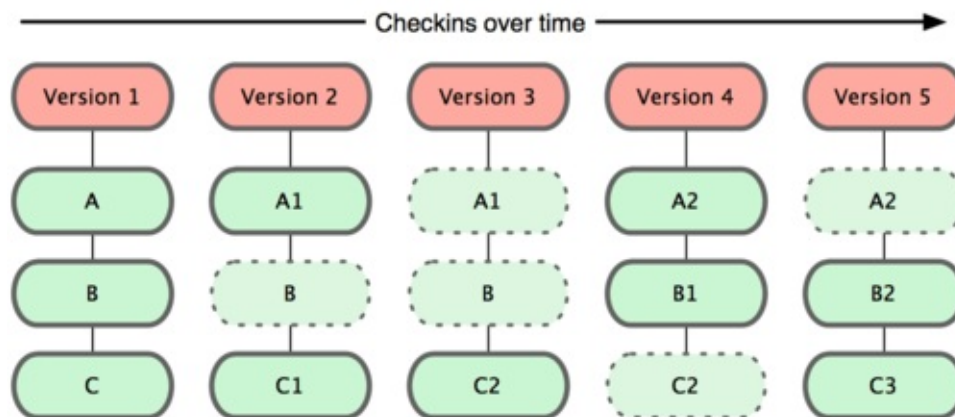 Checkins over time
Version 1 Version 2 Version 3 Version 4 Version 5
A A1 A1 A2 A2
B B B B1 B2
C C1 C2 C2 C3